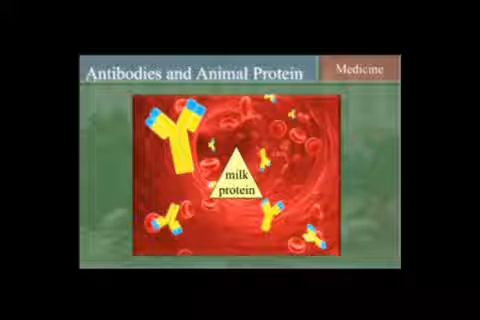 Antibodies and Animal Protein
Medicine
milk
protein